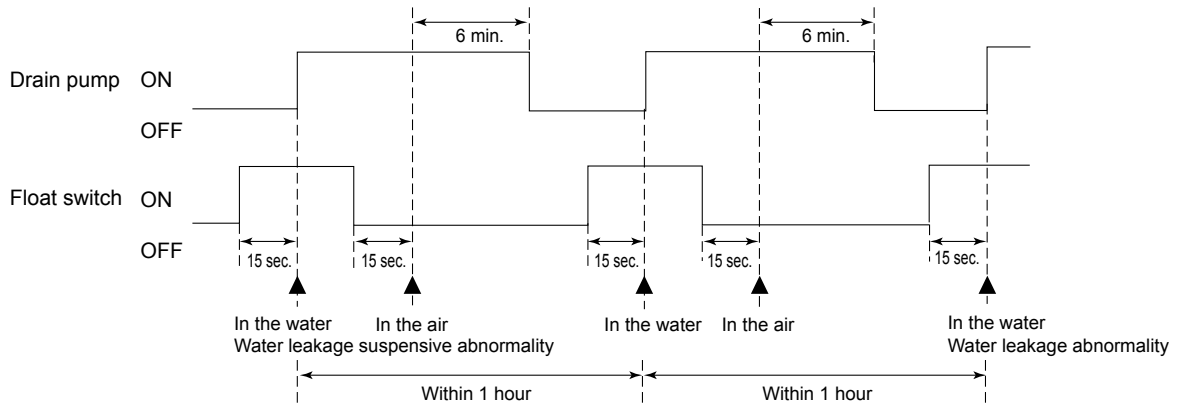 6 min. 6 min.
Drain pump ON
OFF
Float switch ON
OFF
15 sec. 15 sec. 15 sec. 15 sec. 15 sec.
In the water In the air In the water In the air In the water
Water leakage suspensive abnormality Water leakage abnormality
Within 1 hour Within 1 hour